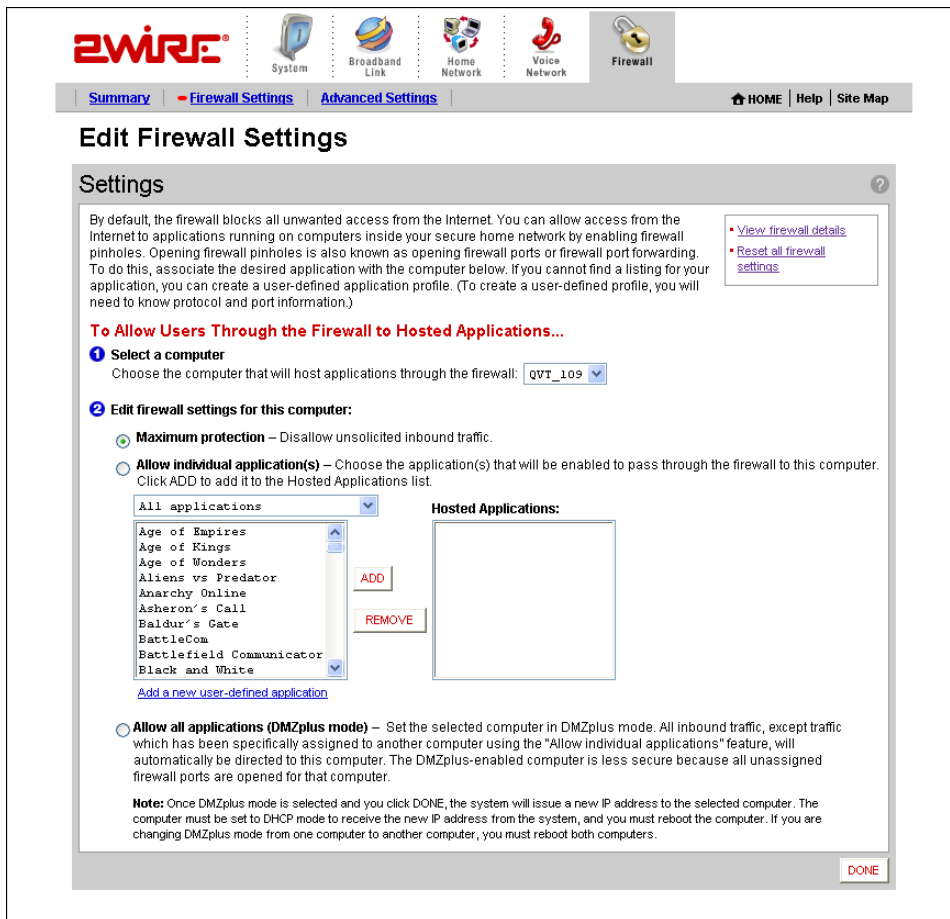 2WIRE®
System
Broadband
Link
Home
Network
Voice
Network
Firewall
Summary
Firewall Settings
Advanced Settings
HOME | Help | Site Map
Edit Firewall Settings
Settings
?
By default, the firewall blocks all unwanted access from the Internet. You can allow access from the
Internet to applications running on computers inside your secure home network by enabling firewall
pinholes. Opening firewall pinholes is also known as opening firewall ports or firewall port forwarding.
To do this, associate the desired application with the computer below. If you cannot find a listing for your
application, you can create a user-defined application profile. (To create a user-defined profile, you will
need to know protocol and port information.)
View firewall details
Reset all firewall
settings
To Allow Users Through the Firewall to Hosted Applications...
1 Select a computer
Choose the computer that will host applications through the firewall: QVT_109
2 Edit firewall settings for this computer:
Maximum protection – Disallow unsolicited inbound traffic.
Allow individual application(s) – Choose the application(s) that will be enabled to pass through the firewall to this computer.
Click ADD to add it to the Hosted Applications list.
All applications
Hosted Applications:
Age of Empires
Age of Kings
Age of Wonders
Aliens vs Predator
Anarchy Online
Asheron's Call
Baldur's Gate
BattleCom
Battlefield Communicator
Black and White
ADD
REMOVE
Add a new user-defined application
Allow all applications (DMZplus mode) – Set the selected computer in DMZplus mode. All inbound traffic, except traffic
which has been specifically assigned to another computer using the "Allow individual applications" feature, will
automatically be directed to this computer. The DMZplus-enabled computer is less secure because all unassigned
firewall ports are opened for that computer.
Note: Once DMZplus mode is selected and you click DONE, the system will issue a new IP address to the selected computer. The
computer must be set to DHCP mode to receive the new IP address from the system, and you must reboot the computer. If you are
changing DMZplus mode from one computer to another computer, you must reboot both computers.
DONE